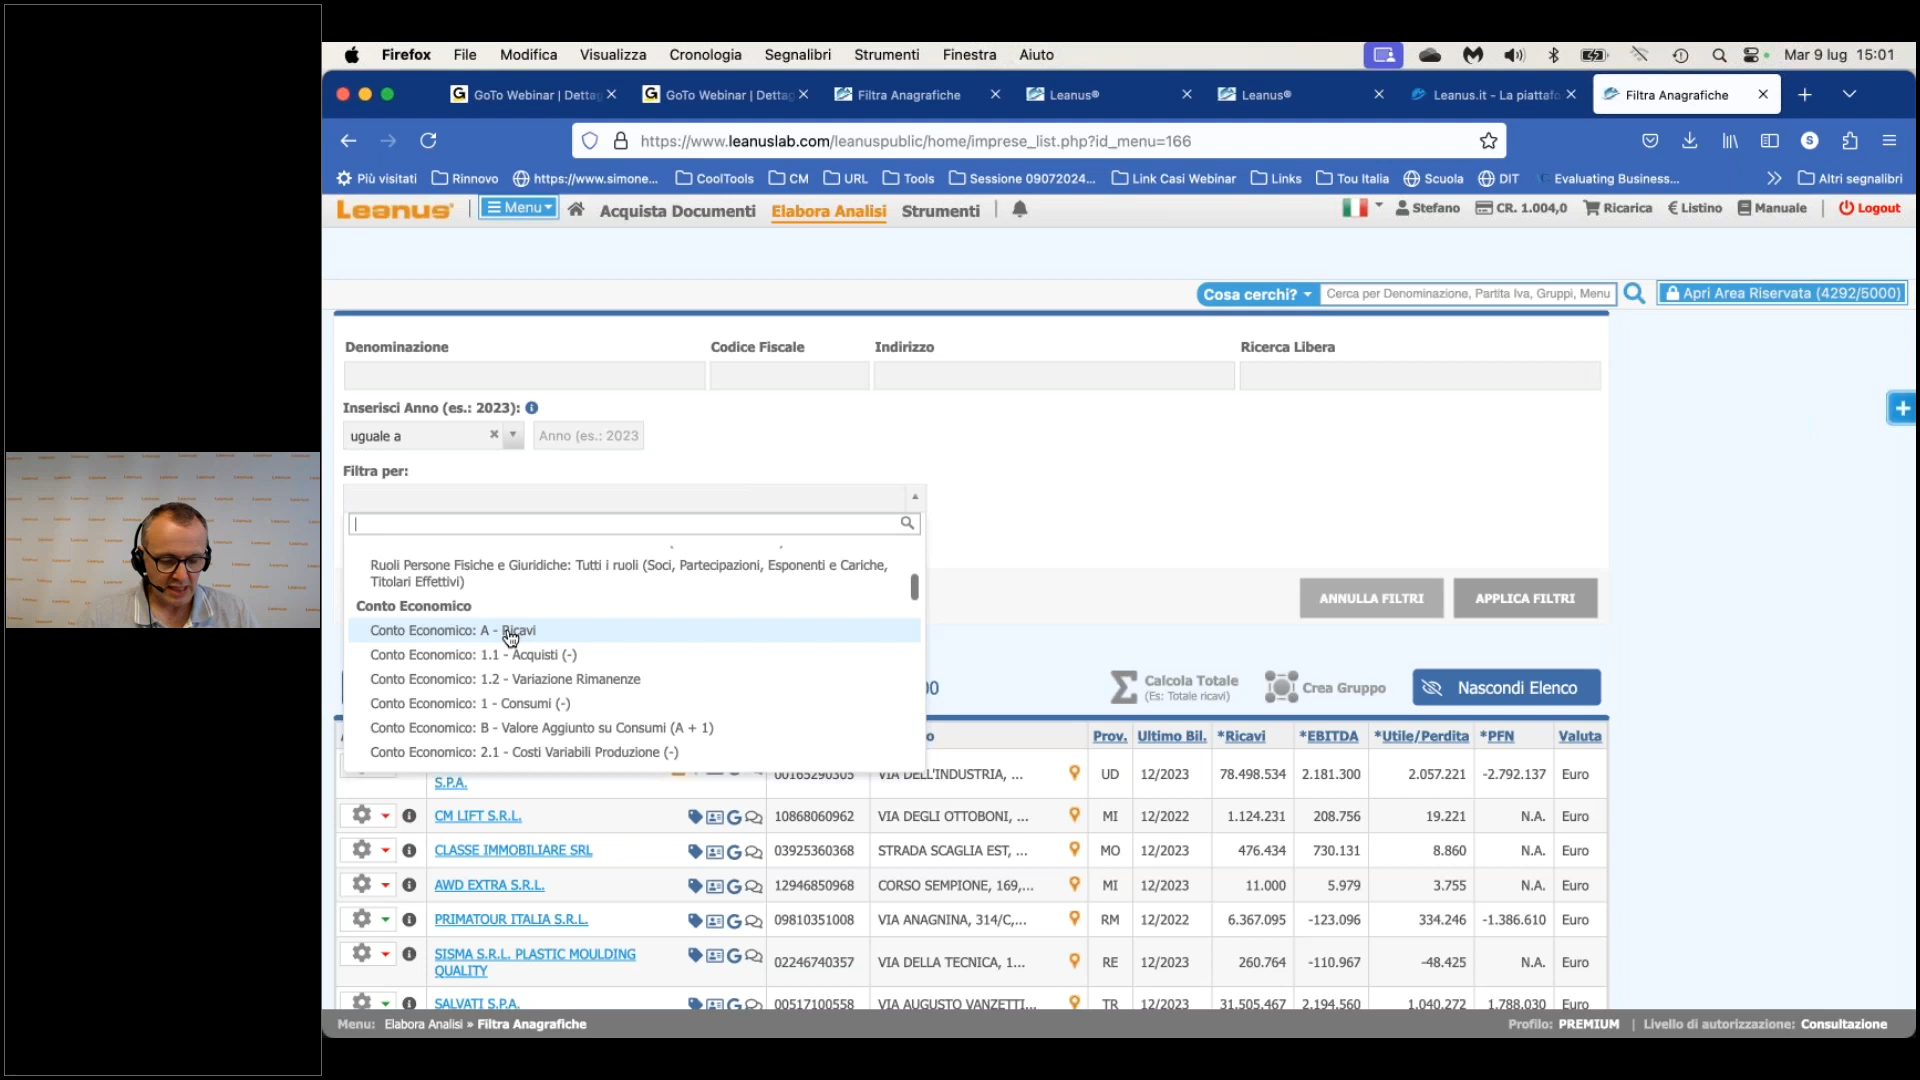 Firefox File Modifica Visualizza Cronologia Segnalibri Strumenti Finestra Aiuto Mar 9 lug 15:01
GoTo Webinar | Dettag GoTo Webinar | Dettag Filtra Anagrafiche Leanus® Leanus® Leanus.it - La piattafo Filtra Anagrafiche
https://www.leanuslab.com/leanuspublic/home/imprese_list.php?id_menu=166
Più visitati Rinnovo https://www.simone... CoolTools CM URL Tools Sessione 09072024... Link Casi Webinar Links Tou Italia Scuola DIT Evaluating Business... Altri segnalibri
Leanus® Menu Acquista Documenti Elabora Analisi Strumenti Stefano CR. 1.004,0 Ricarica € Listino Manuale Logout
Cosa cerchi? Cerca per Denominazione, Partita Iva, Gruppi, Menu Apri Area Riservata (4292/5000)
Denominazione Codice Fiscale Indirizzo Ricerca Libera
Inserisci Anno (es.: 2023):
uguale a Anno (es.: 2023
Filtra per:
Ruoli Persone Fisiche e Giuridiche: Tutti i ruoli (Soci, Partecipazioni, Esponenti e Cariche,
Titolari Effettivi)
Conto Economico
ANNULLA FILTRI APPLICA FILTRI
Conto Economico: A - Ricavi
Conto Economico: 1.1 - Acquisti (-)
Conto Economico: 1.2 - Variazione Rimanenze
Calcola Totale
(Es: Totale ricavi)
Crea Gruppo Nascondi Elenco
Conto Economico: 1 - Consumi (-)
Conto Economico: B - Valore Aggiunto su Consumi (A + 1)
Conto Economico: 2.1 - Costi Variabili Produzione (-)
Prov. Ultimo Bil. *Ricavi *EBITDA *Utile/Perdita *PFN Valuta
S.P.A. 00165290305 VIA DELL'INDUSTRIA, ... UD 12/2023 78.498.534 2.181.300 2.057.221 -2.792.137 Euro
CM LIFT S.R.L. 10868060962 VIA DEGLI OTTOBONI, ... MI 12/2022 1.124.231 208.756 19.221 N.A. Euro
CLASSE IMMOBILIARE SRL 03925360368 STRADA SCAGLIA EST, ... MO 12/2023 476.434 730.131 8.860 N.A. Euro
AWD EXTRA S.R.L. 12946850968 CORSO SEMPIONE, 169,... MI 12/2023 11.000 5.979 3.755 N.A. Euro
PRIMATOUR ITALIA S.R.L. 09810351008 VIA ANAGNINA, 314/C,... RM 12/2022 6.367.095 -123.096 334.246 -1.386.610 Euro
SISMA S.R.L. PLASTIC MOULDING
QUALITY 02246740357 VIA DELLA TECNICA, 1... RE 12/2023 260.764 -110.967 -48.425 N.A. Euro
SALVATI S.P.A. 00517100558 VIA AUGUSTO VANZETTI... TR 12/2023 31.505.467 2.194.560 1.040.272 1.788.030 Euro
Menu: Elabora Analisi » Filtra Anagrafiche Profilo: PREMIUM | Livello di autorizzazione: Consultazione